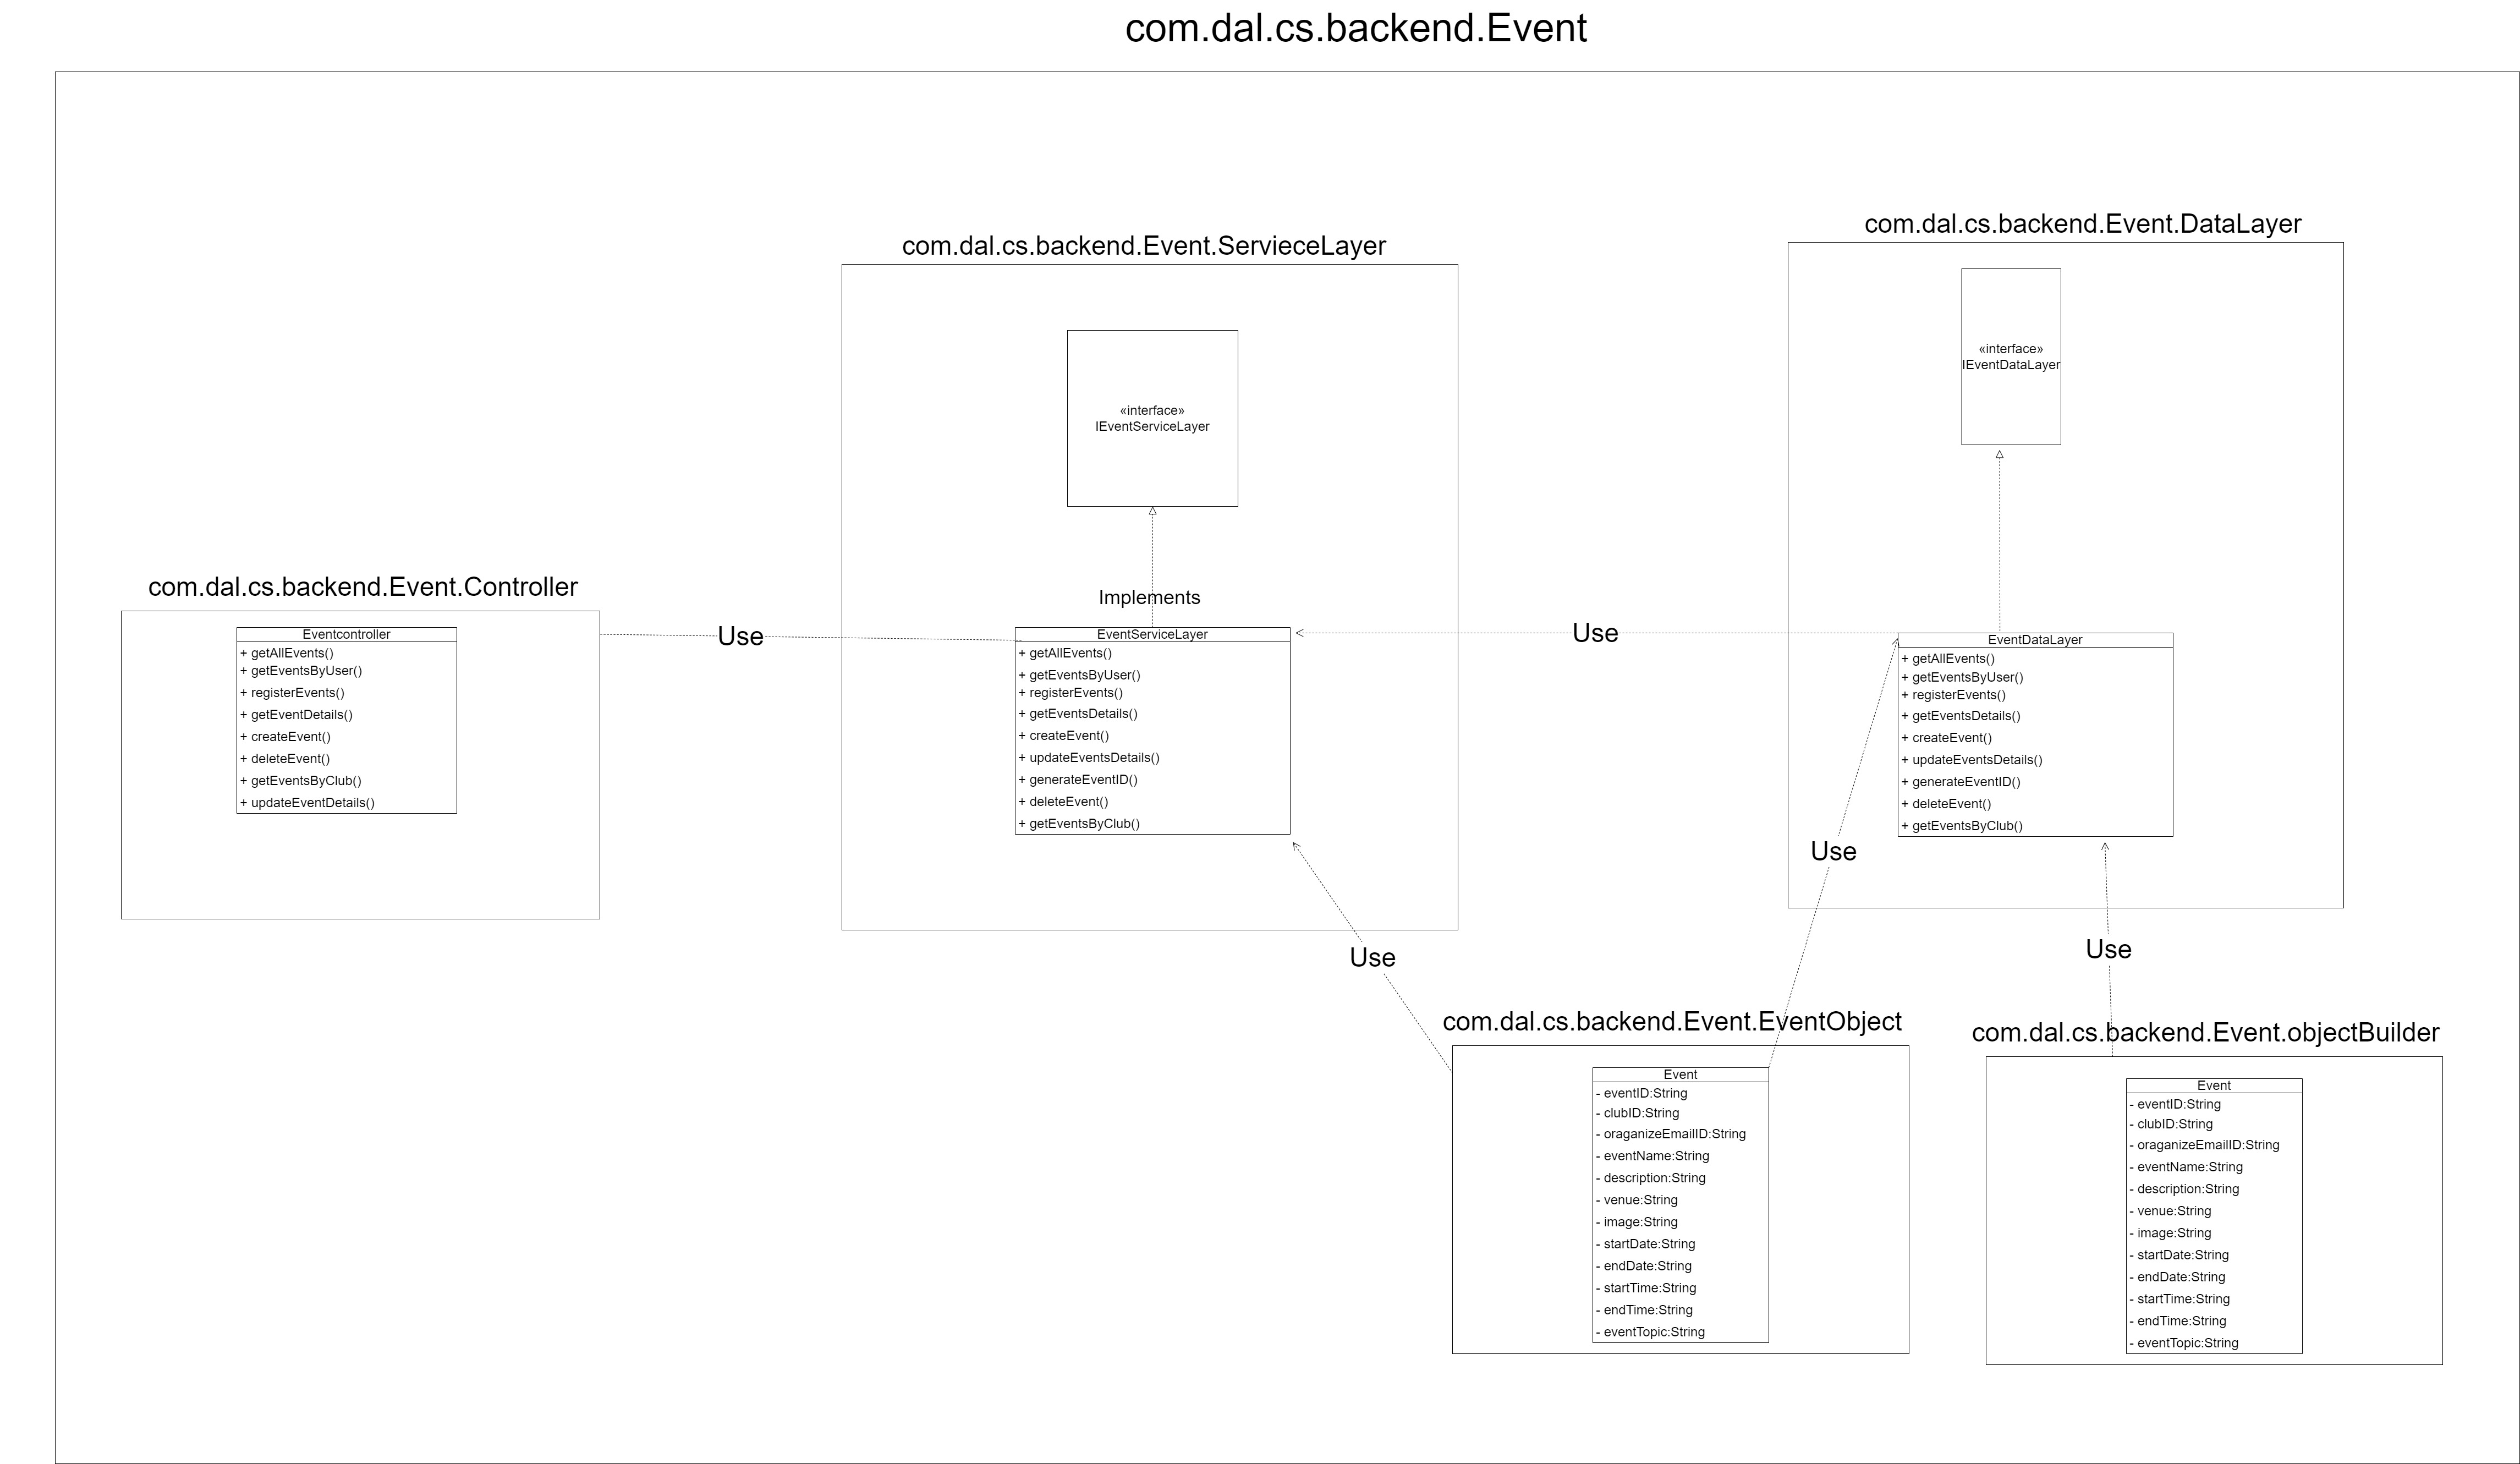 com.dal.cs.backend.Event
com.dal.cs.backend.Event.Controller
Eventcontroller
+ getAllEvents()
+ getEventsByUser()
+ registerEvents()
+ getEventDetails()
+ createEvent()
+ deleteEvent()
+ getEventsByClub()
+ updateEventDetails()
Use
com.dal.cs.backend.Event.ServieceLayer
«interface»
IEventServiceLayer
Implements
EventServiceLayer
+ getAllEvents()
+ getEventsByUser()
+ registerEvents()
+ getEventsDetails()
+ createEvent()
+ updateEventsDetails()
+ generateEventID()
+ deleteEvent()
+ getEventsByClub()
Use
com.dal.cs.backend.Event.DataLayer
«interface»
IEventDataLayer
EventDataLayer
+ getAllEvents()
+ getEventsByUser()
+ registerEvents()
+ getEventsDetails()
+ createEvent()
+ updateEventsDetails()
+ generateEventID()
+ deleteEvent()
+ getEventsByClub()
Use
Use
Use
com.dal.cs.backend.Event.EventObject
Event
- eventID:String
- clubID:String
- oraganizeEmailID:String
- eventName:String
- description:String
- venue:String
- image:String
- startDate:String
- endDate:String
- startTime:String
- endTime:String
- eventTopic:String
com.dal.cs.backend.Event.objectBuilder
Event
- eventID:String
- clubID:String
- oraganizeEmailID:String
- eventName:String
- description:String
- venue:String
- image:String
- startDate:String
- endDate:String
- startTime:String
- endTime:String
- eventTopic:String